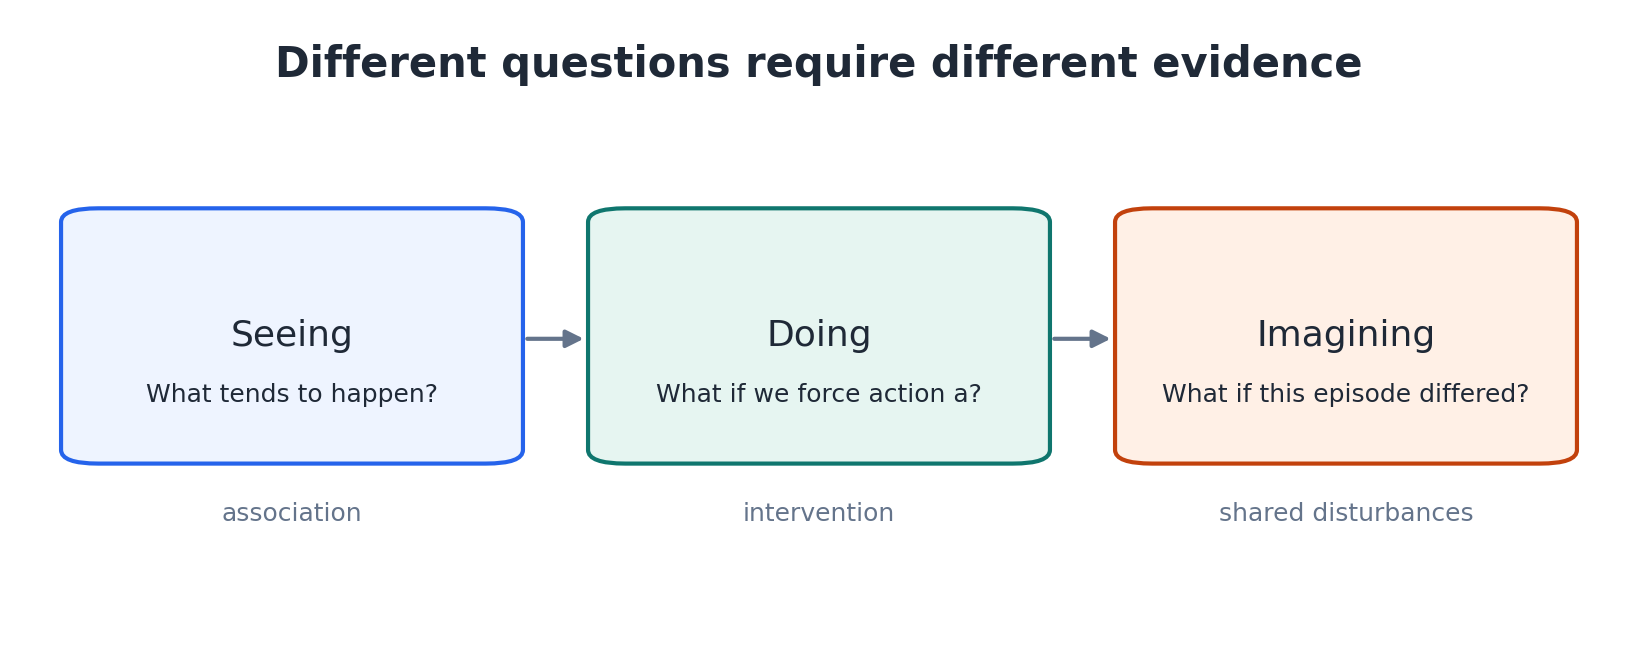 Different questions require different evidence
Seeing
What tends to happen?
association
Doing
What if we force action a?
intervention
Imagining
What if this episode differed?
shared disturbances